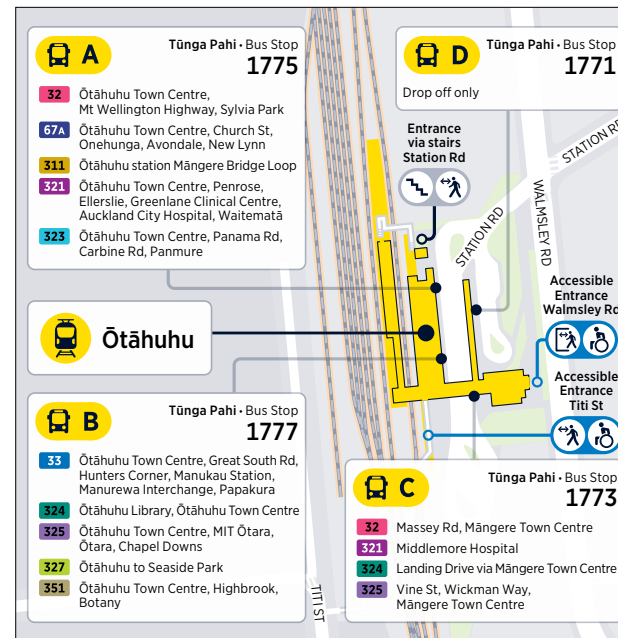 A
Tūnga Pahi • Bus Stop
1775
32 Ōtāhuhu Town Centre,
Mt Wellington Highway, Sylvia Park
67A Ōtāhuhu Town Centre, Church St,
Onehunga, Avondale, New Lynn
311 Ōtāhuhu station Māngere Bridge Loop
321 Ōtāhuhu Town Centre, Penrose,
Ellerslie, Greenlane Clinical Centre,
Auckland City Hospital, Waitematā
323 Ōtāhuhu Town Centre, Panama Rd,
Carbine Rd, Panmure
D
Tūnga Pahi • Bus Stop
1771
Drop off only
Entrance
via stairs
Station Rd
STATION RD
STATION RD
WALMSLEY RD
Accessible
Entrance
Walmsley Rd
Accessible
Entrance
Titi St
Ōtāhuhu
B
Tūnga Pahi • Bus Stop
1777
33 Ōtāhuhu Town Centre, Great South Rd,
Hunters Corner, Manukau Station,
Manurewa Interchange, Papakura
324 Ōtāhuhu Library, Ōtāhuhu Town Centre
325 Ōtāhuhu Town Centre, MIT Ōtara,
Ōtara, Chapel Downs
327 Ōtāhuhu to Seaside Park
351 Ōtāhuhu Town Centre, Highbrook,
Botany
TITI ST
C
Tūnga Pahi • Bus Stop
1773
32 Massey Rd, Māngere Town Centre
321 Middlemore Hospital
324 Landing Drive via Māngere Town Centre
325 Vine St, Wickman Way,
Māngere Town Centre